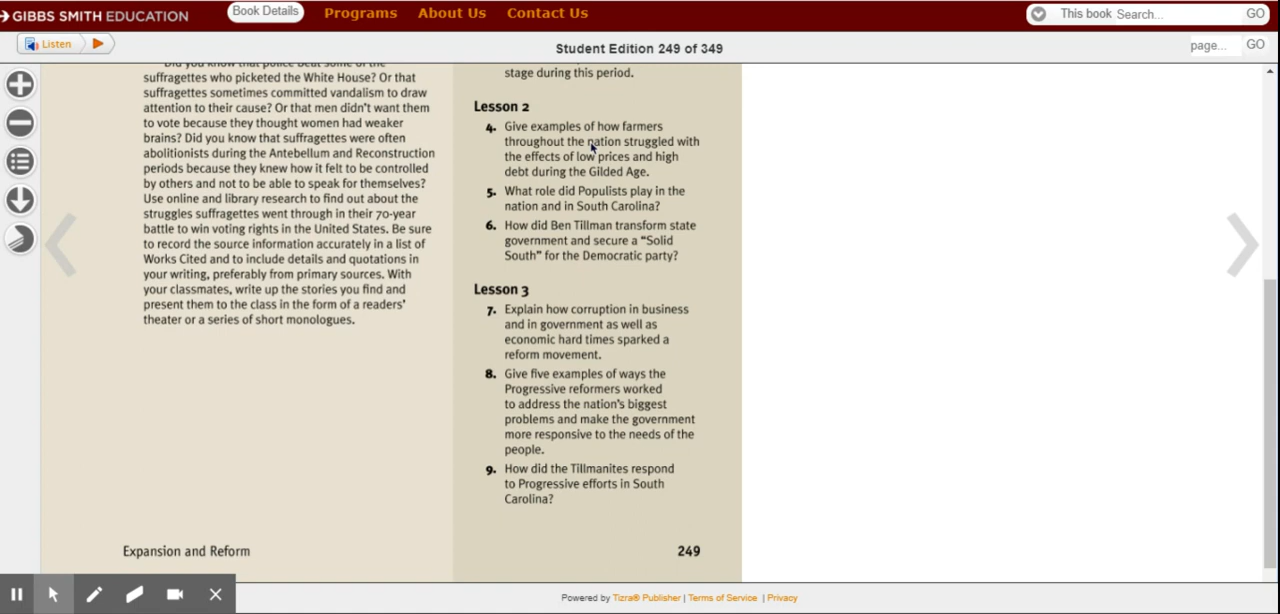 GIBBS SMITH EDUCATION
Book Details
Programs
About Us
Contact Us
This book
Search...
GO
Listen
Student Edition 249 of 349
page...
GO
Did you know that police beat some of the
suffragettes who picketed the White House? Or that
suffragettes sometimes committed vandalism to draw
attention to their cause? Or that men didn't want them
to vote because they thought women had weaker
brains? Did you know that suffragettes were often
abolitionists during the Antebellum and Reconstruction
periods because they knew how it felt to be controlled
by others and not to be able to speak for themselves?
Use online and library research to find out about the
struggles suffragettes went through in their 70-year
battle to win voting rights in the United States. Be sure
to record the source information accurately in a list of
Works Cited and to include details and quotations in
your writing, preferably from primary sources. With
your classmates, write up the stories you find and
present them to the class in the form of a readers'
theater or a series of short monologues.
stage during this period.
Lesson 2
4. Give examples of how farmers
throughout the nation struggled with
the effects of low prices and high
debt during the Gilded Age.
5. What role did Populists play in the
nation and in South Carolina?
6. How did Ben Tillman transform state
government and secure a "Solid
South" for the Democratic party?
Lesson 3
7. Explain how corruption in business
and in government as well as
economic hard times sparked a
reform movement.
8. Give five examples of ways the
Progressive reformers worked
to address the nation's biggest
problems and make the government
more responsive to the needs of the
people.
9. How did the Tillmanites respond
to Progressive efforts in South
Carolina?
Expansion and Reform
249
Powered by Tizra® Publisher | Terms of Service | Privacy